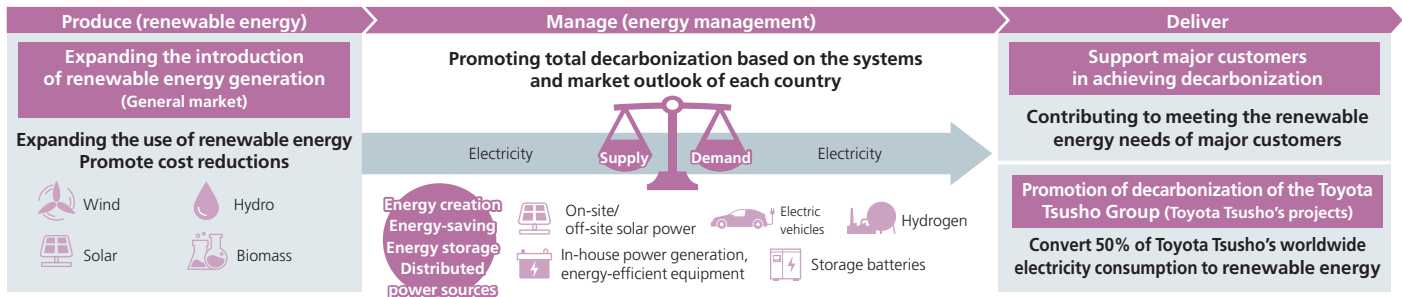 Produce (renewable energy)
Expanding the introduction
of renewable energy generation
(General market)
Expanding the use of renewable energy
Promote cost reductions
Wind
Hydro
Solar
Biomass
Manage (energy management)
Promoting total decarbonization based on the systems
and market outlook of each country
Electricity
Supply
Demand
Electricity
Energy creation
Energy-saving
Energy storage
Distributed
power sources
On-site/
off-site solar power
Electric
vehicles
Hydrogen
In-house power generation,
energy-efficient equipment
Storage batteries
Deliver
Support major customers
in achieving decarbonization
Contributing to meeting the renewable
energy needs of major customers
Promotion of decarbonization of the Toyota
Tsusho Group (Toyota Tsusho’s projects)
Convert 50% of Toyota Tsusho’s worldwide
electricity consumption to renewable energy